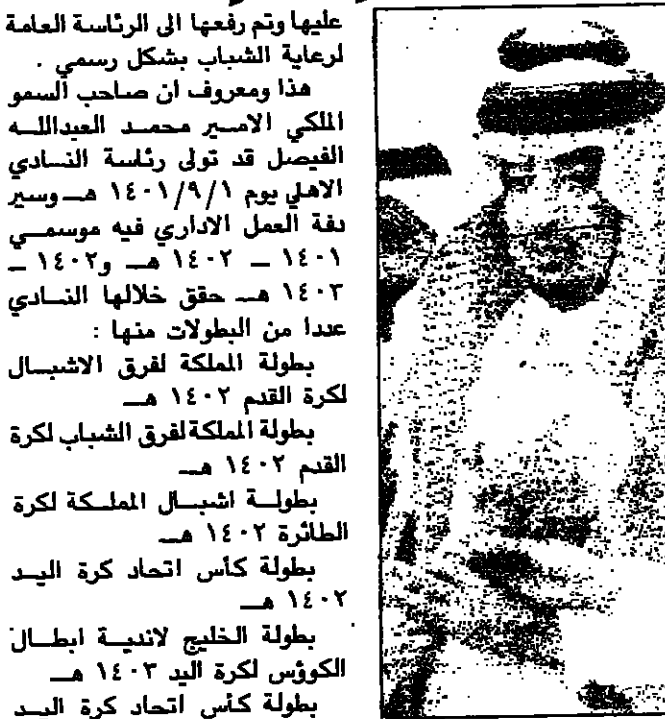 عليها وتم رفعها الى الرئاسة العامة
لرعاية الشباب بشكل رسمي .
هذا ومعروف ان صاحب السمو
الملكي الامير محمد العبدالله
الفيصل قد تولى رئاسة النادي
الاهلي يوم ١٤٠١/٩/١ هـ وسير
دفة العمل الاداري فيه موسمي
١٤٠١ ــ ١٤٠٢ هـ و١٤٠٢ ــ
١٤٠٣ هـ حقق خلالها النادي
عددا من البطولات منها :
بطولة المملكة لفرق الاشبال
لكرة القدم ١٤٠٢ هـ
بطولة المملكة لفرق الشباب لكرة
القدم ١٤٠٢ هـ
بطولة اشبال المملكة لكرة
الطائرة ١٤٠٢ هـ
بطولة كأس اتحاد كرة اليد
١٤٠٢ هـ
بطولة الخليج لاندية ابطال
الكوؤس لكرة اليد ١٤٠٣ هـ
بطولة كأس اتحاد كرة اليد